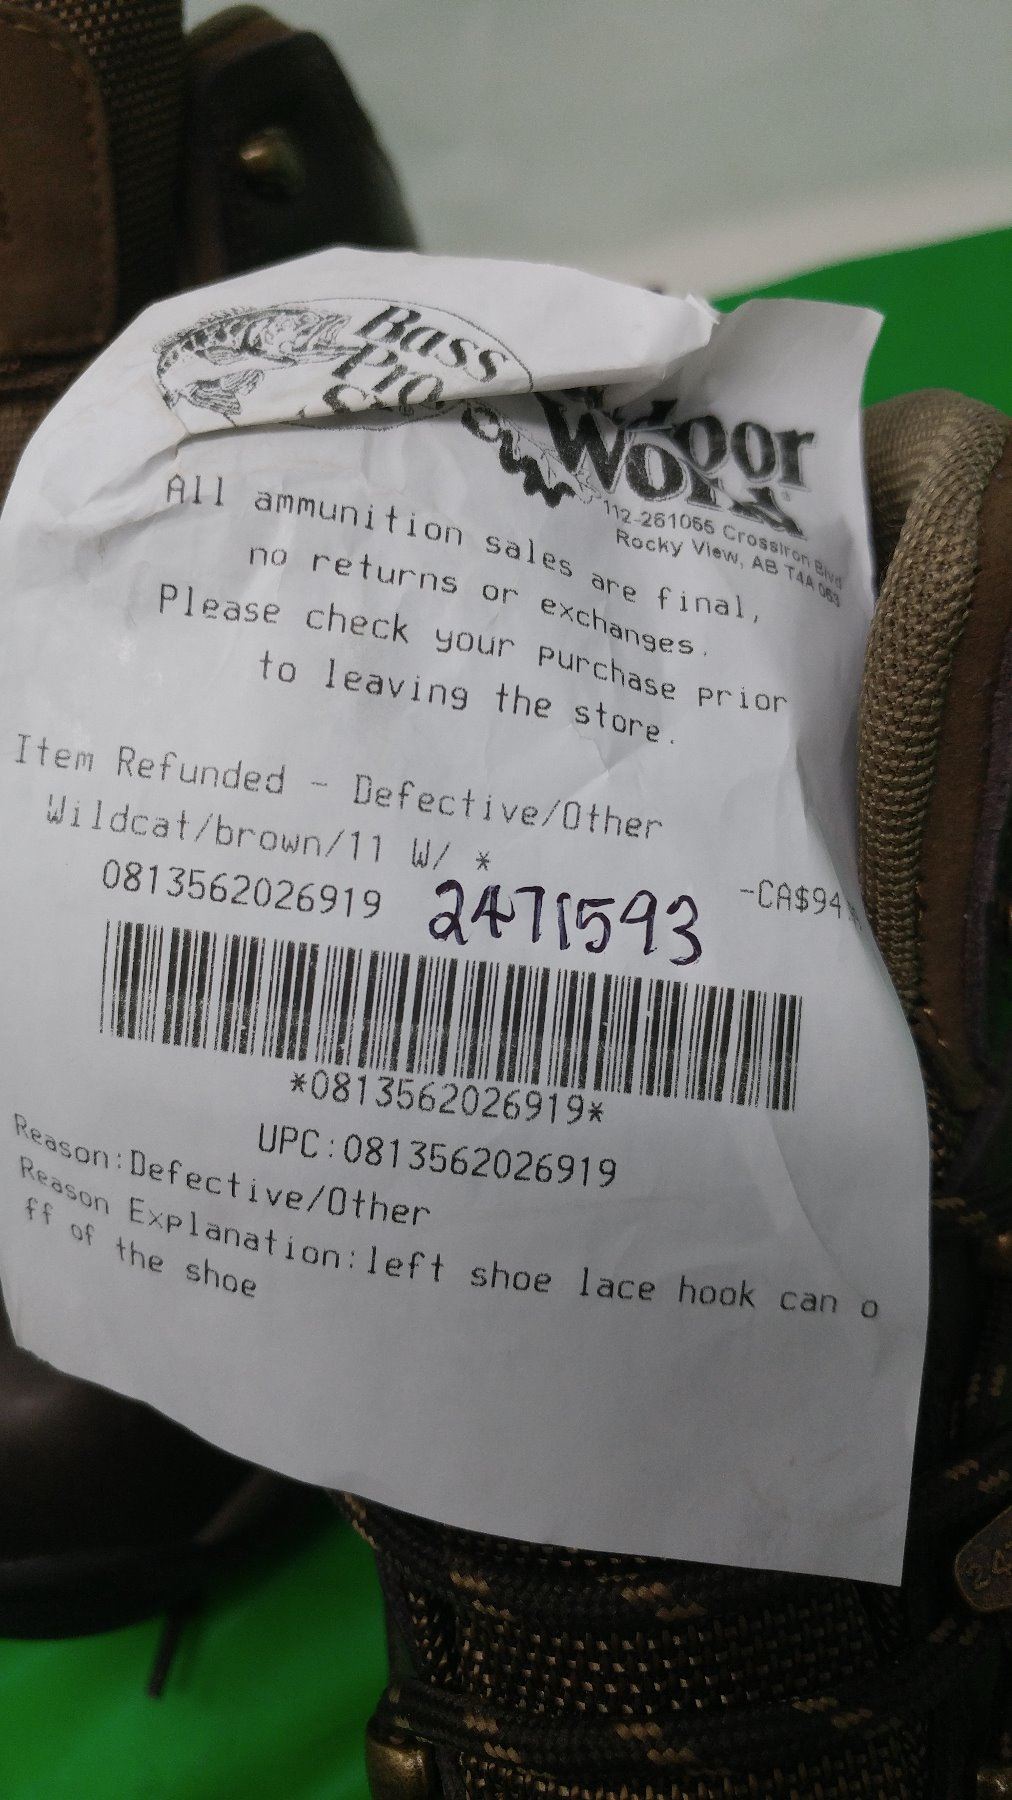 Bass
Pro
Outdoor
World
112-261055 CrossIron Blvd
Rocky View, AB T4A
All ammunition sales are final,
no returns or exchanges.
Please check your purchase prior
to leaving the store.
Item Refunded - Defective/Other
Wildcat/brown/11 W/ *
0813562026919 2471593 -CA$94
*0813562026919*
UPC:0813562026919
Reason:Defective/Other
Reason Explanation:left shoe lace hook can o
ff of the shoe